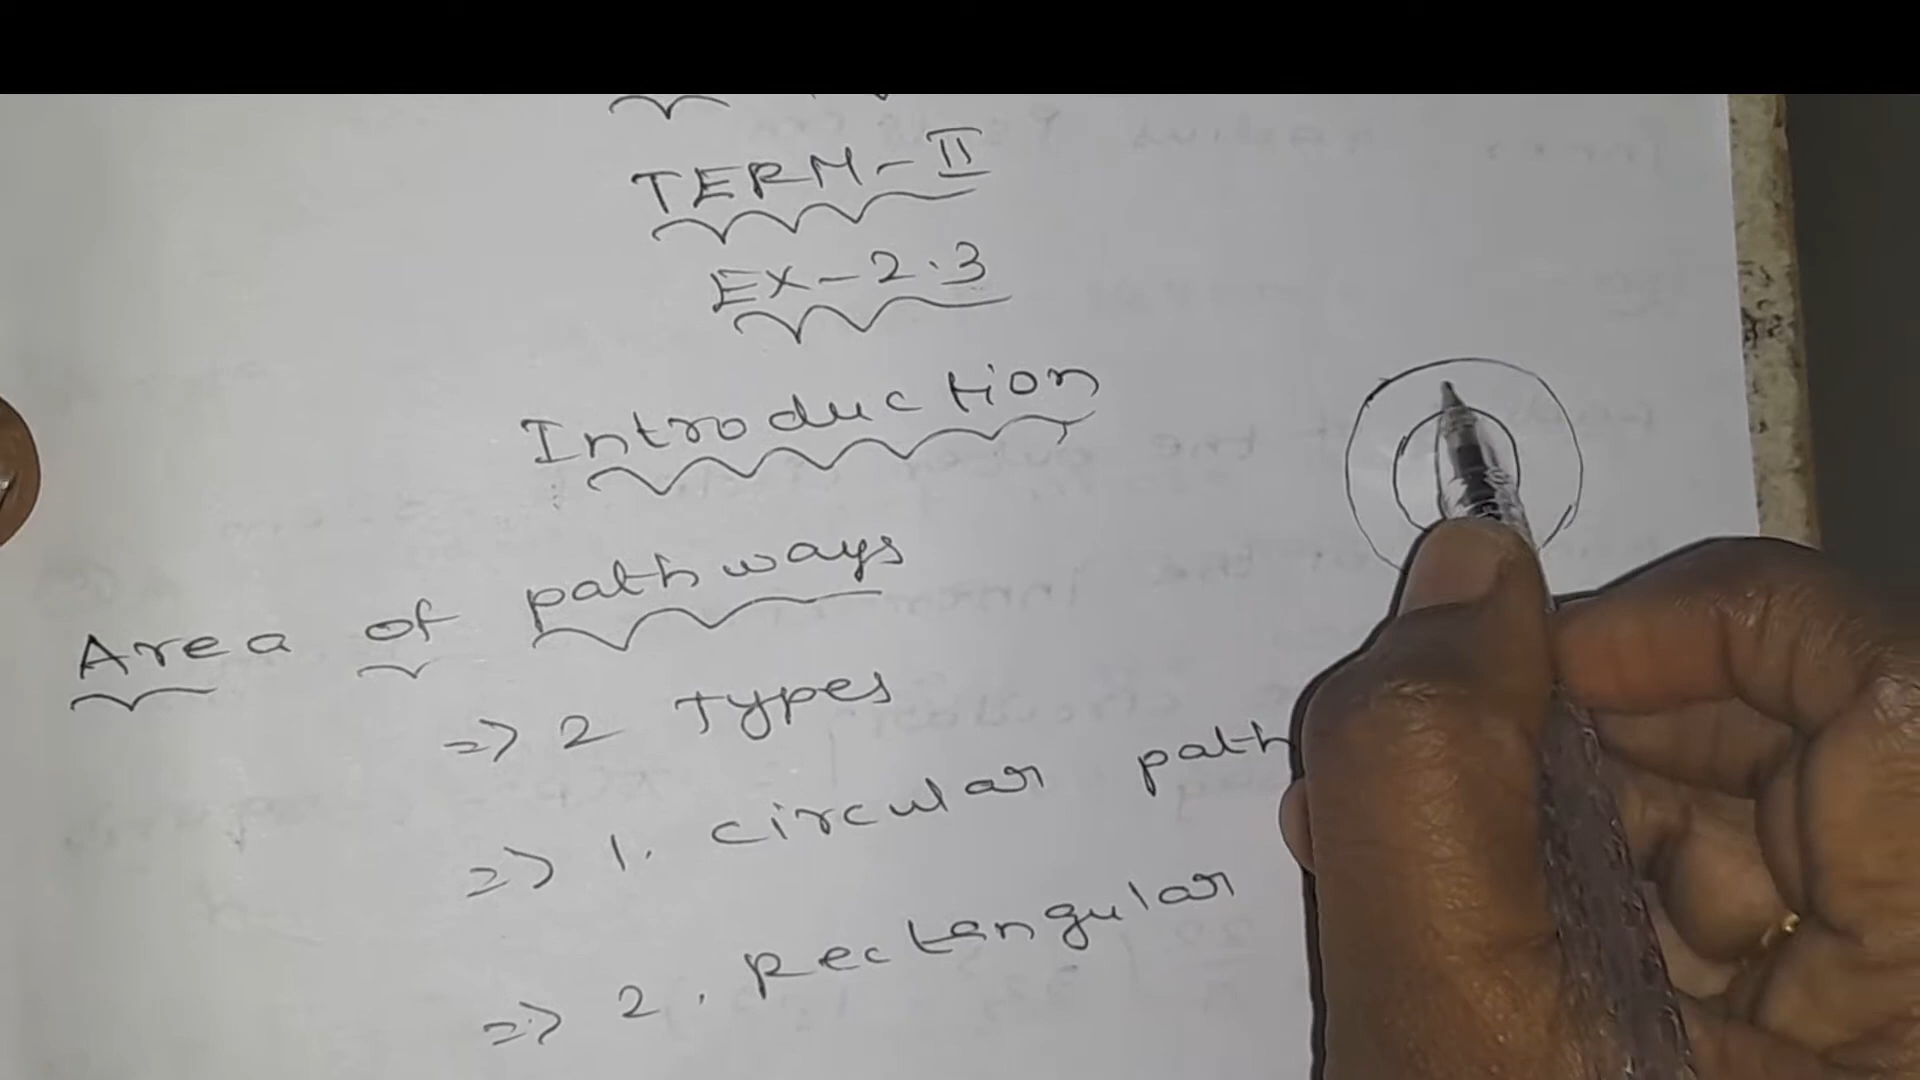 TERM-II
EX-2.3
Introduction
Area of pathways
=> 2 Types
=> 1. circular path
=> 2. Rectangular